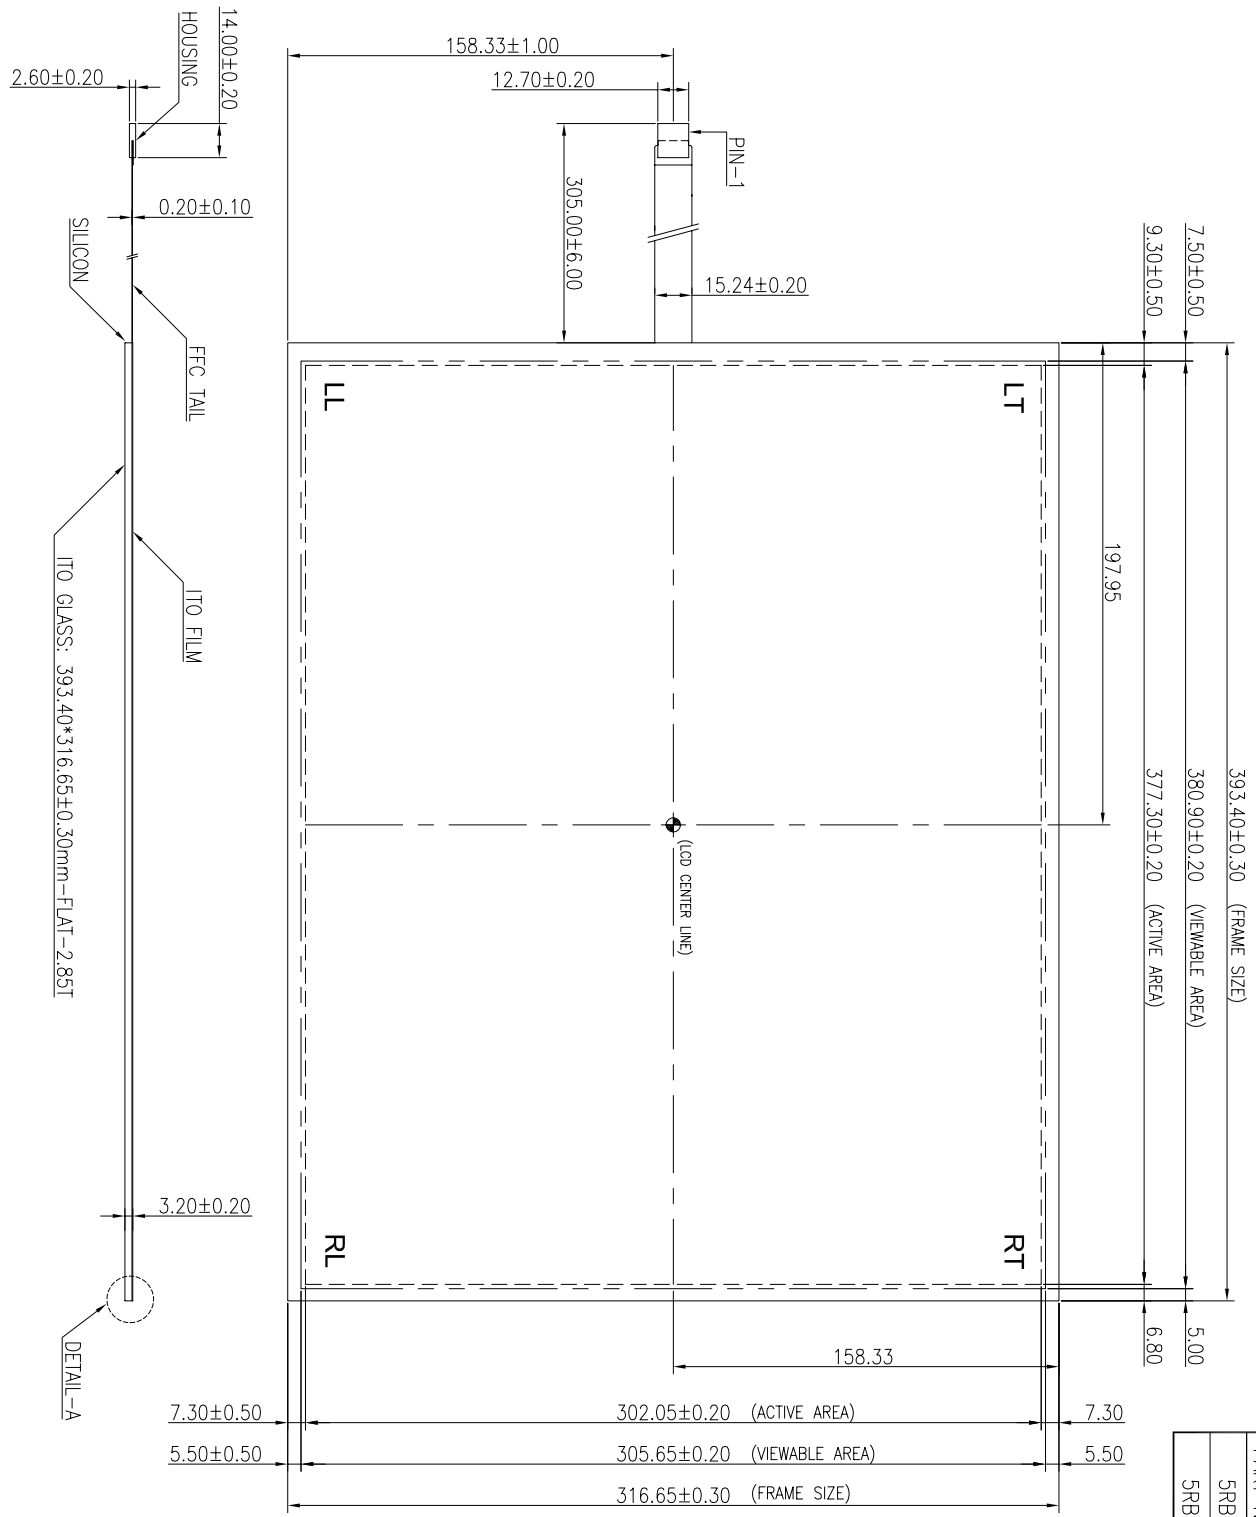 14.00±0.20
HOUSING
2.60±0.20
0.20±0.10
SILICON
FFC TAIL
ITO FILM
ITO GLASS: 393.40*316.65±0.30mm-FLAT-2.85T
3.20±0.20
DETAIL-A
158.33±1.00
12.70±0.20
PIN-1
305.00±6.00
15.24±0.20
7.50±0.50
9.30±0.50
LL
LT
197.95
393.40±0.30 (FRAME SIZE)
380.90±0.20 (VIEWABLE AREA)
377.30±0.20 (ACTIVE AREA)
(LCD CENTER LINE)
RL
RT
5.00
6.80
158.33
7.30±0.50
302.05±0.20 (ACTIVE AREA)
7.30
5.50±0.50
305.65±0.20 (VIEWABLE AREA)
5.50
316.65±0.30 (FRAME SIZE)
5RB
5RB